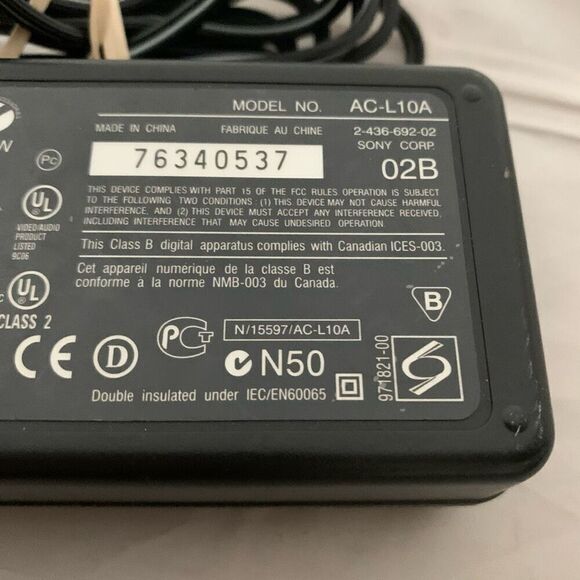 MODEL NO. AC-L10A
MADE IN CHINA FABRIQUE AU CHINE 2-436-692-02
SONY CORP.
W Pc 76340537 02B
THIS DEVICE COMPLIES WITH PART 15 OF THE FCC RULES OPERATION IS SUBJECT
TO THE FOLLOWING TWO CONDITIONS : (1) THIS DEVICE MAY NOT CAUSE HARMFUL
INTERFERENCE, AND (2) THIS DEVICE MUST ACCEPT ANY INTERFERENCE RECEIVED,
INCLUDING INTERFERENCE THAT MAY CAUSE UNDESIRED OPERATION.
UL
VIDEO/AUDIO
PRODUCT
LISTED
9C06
This Class B digital apparatus complies with Canadian ICES-003.
Cet appareil numerique de la classe B est
conforme à la norme NMB-003 du Canada.
c UL
CLASS 2
B
CE D PCT N/15597/AC-L10A
N50
Double insulated under IEC/EN60065
971821-00
S